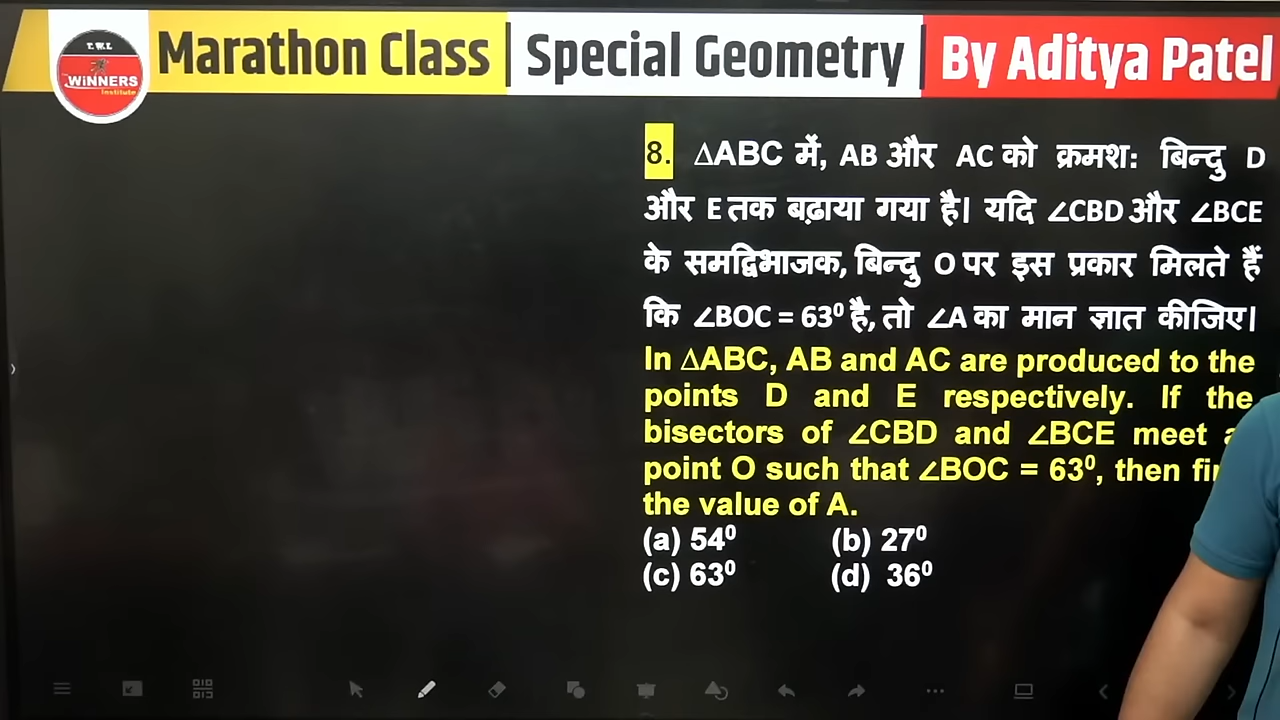 T.W.I.
The WINNERS
Institute
Marathon Class | Special Geometry | By Aditya Patel
8. △ABC में, AB और AC को क्रमश: बिन्दु D
और E तक बढ़ाया गया है। यदि ∠CBD और ∠BCE
के समद्विभाजक, बिन्दु O पर इस प्रकार मिलते हैं
कि ∠BOC = 63⁰ है, तो ∠A का मान ज्ञात कीजिए।
In △ABC, AB and AC are produced to the
points D and E respectively. If the
bisectors of ∠CBD and ∠BCE meet
point O such that ∠BOC = 63⁰, then
the value of A.
(a) 54⁰ (b) 27⁰
(c) 63⁰ (d) 36⁰